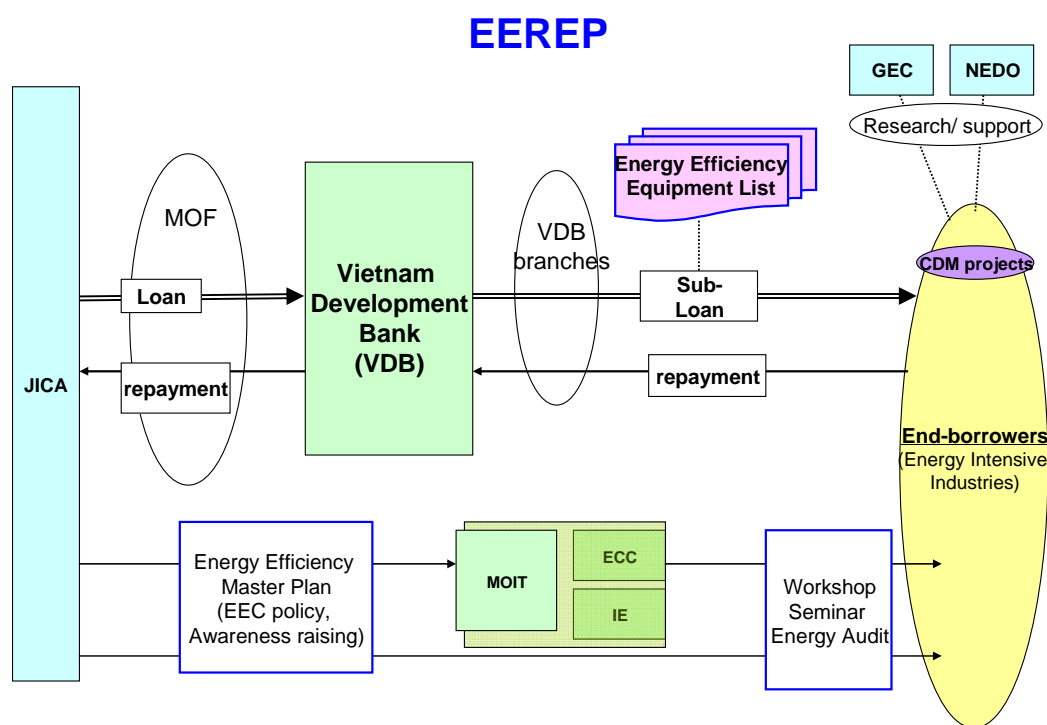 EEREP
GEC
NEDO
Research/ support
Energy Efficiency
Equipment List
MOF
VDB
branches
CDM projects
Vietnam
Development
Bank
(VDB)
Loan
Sub-
Loan
JICA
repayment
repayment
End-borrowers
(Energy Intensive
Industries)
Energy Efficiency
Master Plan
(EEC policy,
Awareness raising)
MOIT
ECC
IE
Workshop
Seminar
Energy Audit